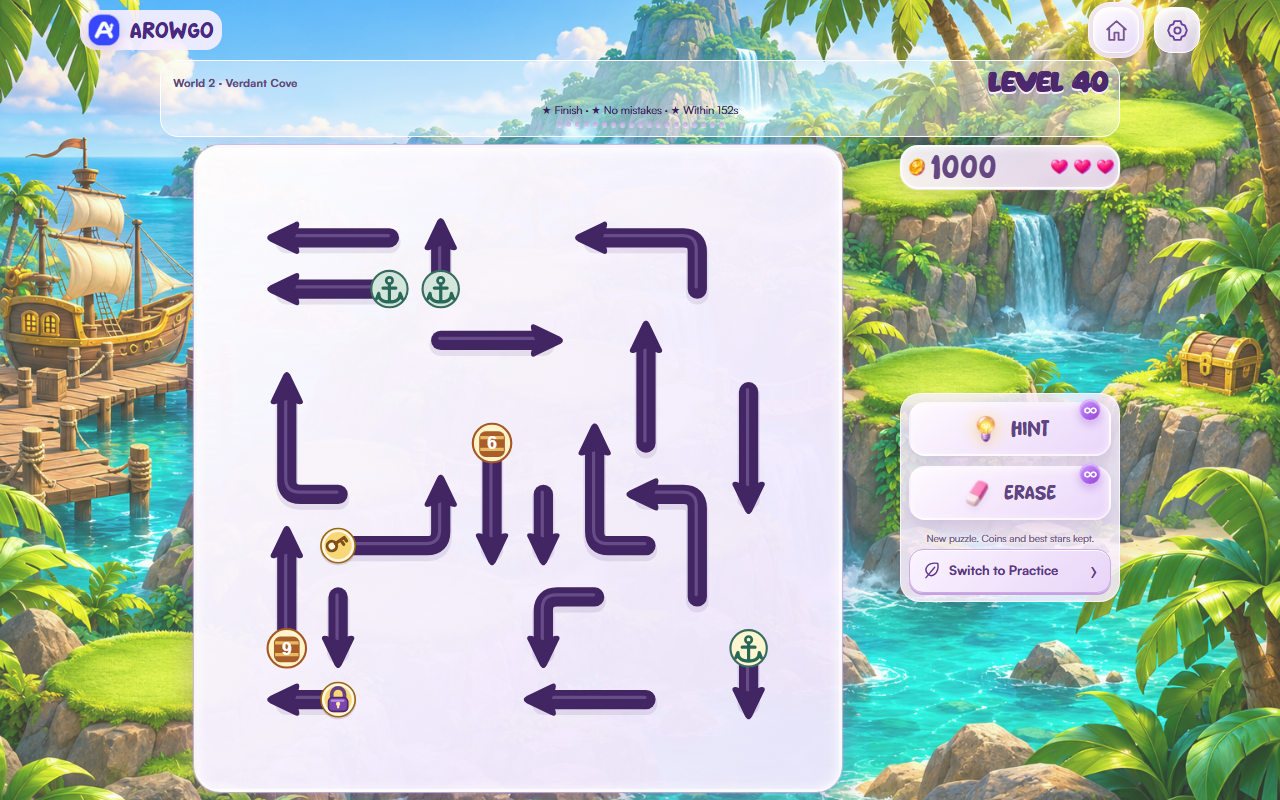 AROWGO
World 2 • Verdant Cove
LEVEL 40
★ Finish • ★ No mistakes • ★ Within 152s
1000
6
9
HINT
ERASE
New puzzle. Coins and best stars kept.
Switch to Practice